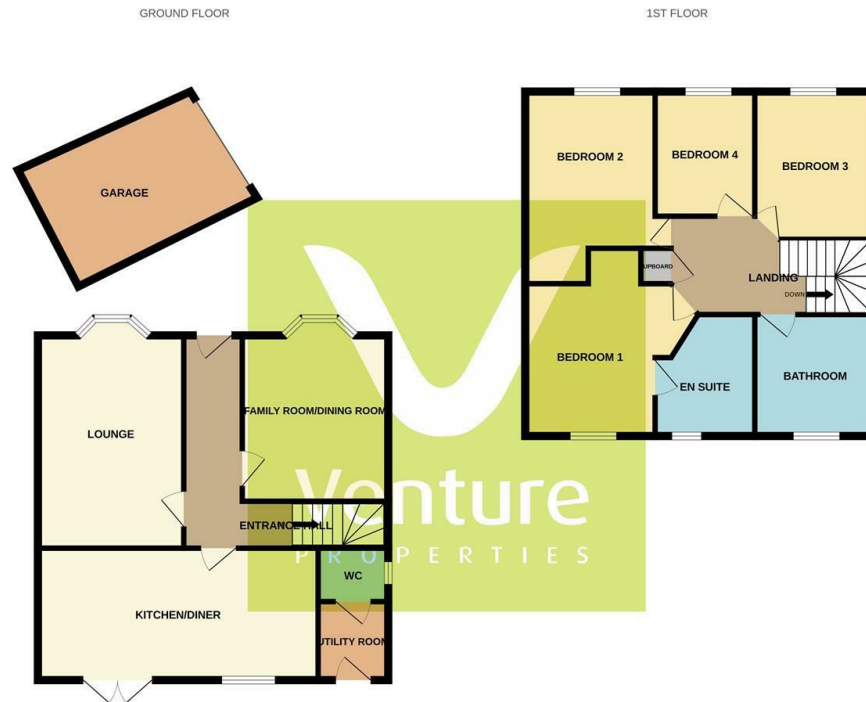 GROUND FLOOR
1ST FLOOR
GARAGE
BEDROOM 2
BEDROOM 4
BEDROOM 3
UPBOARD
LANDING
DOWN
BEDROOM 1
EN SUITE
BATHROOM
LOUNGE
FAMILY ROOM/DINING ROOM
ENTRANCE HALL
WC
KITCHEN/DINER
UTILITY ROOM
Venture
PROPERTIES